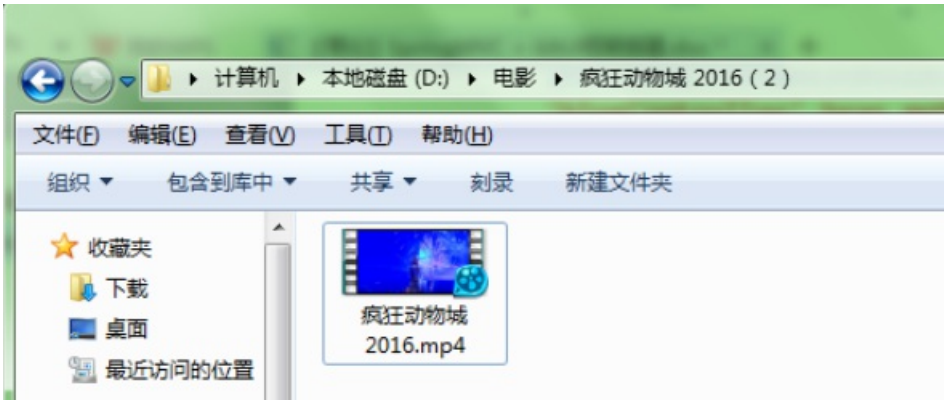 计算机 ▸ 本地磁盘 (D:) ▸ 电影 ▸ 疯狂动物城 2016 ( 2 )
文件(F) 编辑(E) 查看(V) 工具(T) 帮助(H)
组织 包含到库中 共享 刻录 新建文件夹
收藏夹
下载
桌面
最近访问的位置
疯狂动物城
2016.mp4